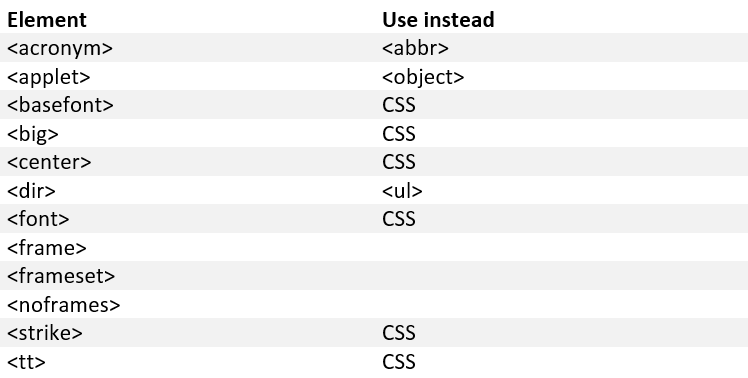 Element Use instead
<acronym> <abbr>
<applet> <object>
<basefont> CSS
<big> CSS
<center> CSS
<dir> <ul>
<font> CSS
<frame>
<frameset>
<noframes>
<strike> CSS
<tt> CSS